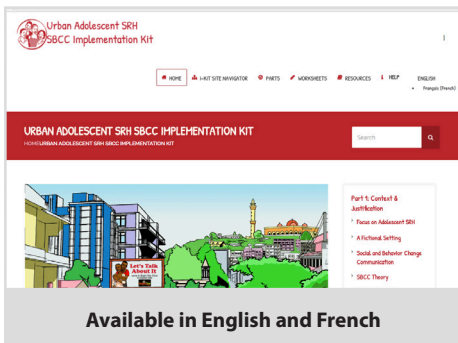 Urban Adolescent SRH
SBCC Implementation Kit
HOME I-KIT SITE NAVIGATOR PARTS WORKSHEETS RESOURCES HELP ENGLISH
Français (French)
URBAN ADOLESCENT SRH SBCC IMPLEMENTATION KIT
HOMEURBAN ADOLESCENT SRH SBCC IMPLEMENTATION KIT
Search
Part 1: Context &
Justification
Focus on Adolescent SRH
A Fictional Setting
Social and Behavior Change
Communication
SBCC Theory
Let's Talk
About It
Available in English and French